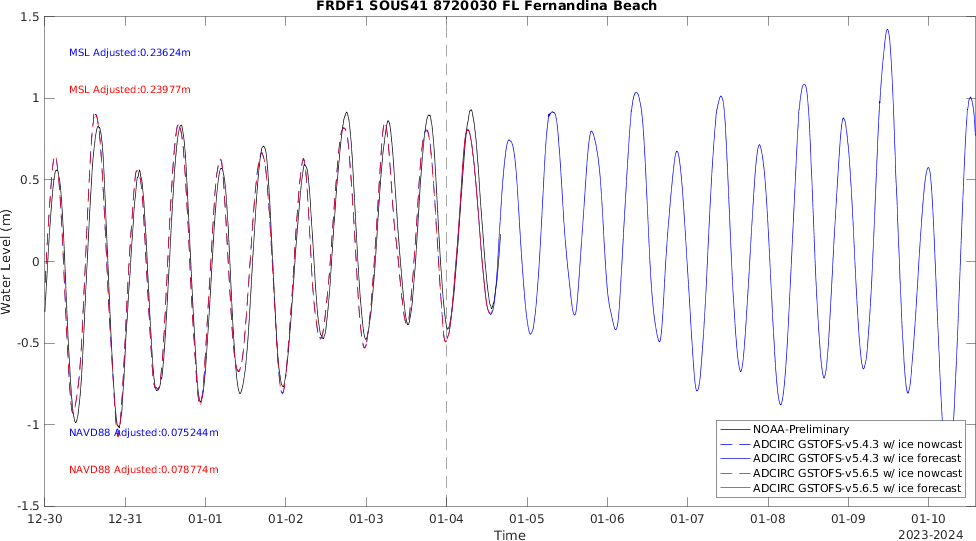 FRDF1 SOUS41 8720030 FL Fernandina Beach
1.5
MSL Adjusted:0.23624m
MSL Adjusted:0.23977m
1
0.5
Water Level (m)
0
-0.5
-1
NAVD88 Adjusted:0.075244m
NAVD88 Adjusted:0.078774m
-1.5
NOAA-Preliminary
ADCIRC GSTOFS-v5.4.3 w/ ice nowcast
ADCIRC GSTOFS-v5.4.3 w/ ice forecast
ADCIRC GSTOFS-v5.6.5 w/ ice nowcast
ADCIRC GSTOFS-v5.6.5 w/ ice forecast
12-30 12-31 01-01 01-02 01-03 01-04 01-05 01-06 01-07 01-08 01-09 01-10
Time
2023-2024